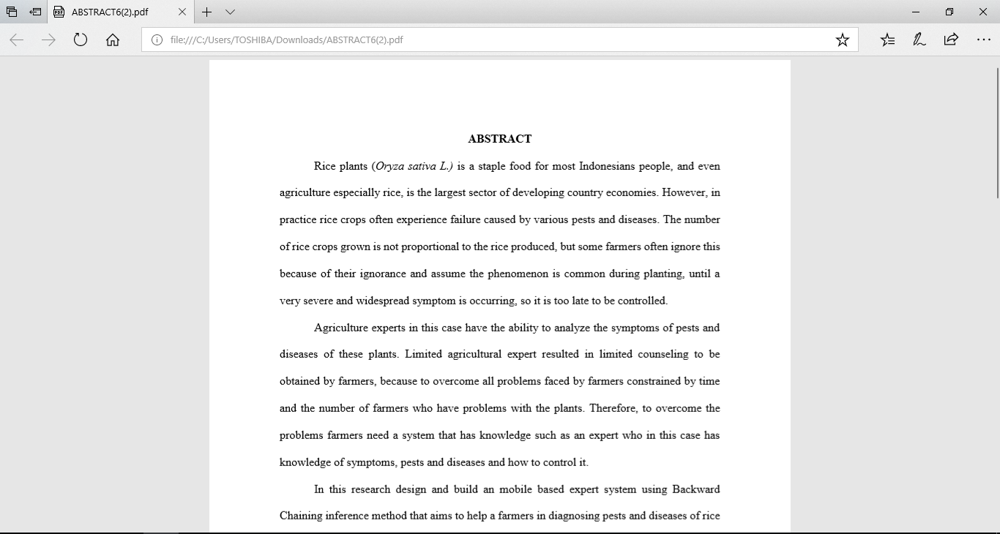 ABSTRACT6(2).pdf
file:///C:/Users/TOSHIBA/Downloads/ABSTRACT6(2).pdf
ABSTRACT
Rice plants (Oryza sativa L.) is a staple food for most Indonesians people, and even
agriculture especially rice, is the largest sector of developing country economies. However, in
practice rice crops often experience failure caused by various pests and diseases. The number
of rice crops grown is not proportional to the rice produced, but some farmers often ignore this
because of their ignorance and assume the phenomenon is common during planting, until a
very severe and widespread symptom is occurring, so it is too late to be controlled.
Agriculture experts in this case have the ability to analyze the symptoms of pests and
diseases of these plants. Limited agricultural expert resulted in limited counseling to be
obtained by farmers, because to overcome all problems faced by farmers constrained by time
and the number of farmers who have problems with the plants. Therefore, to overcome the
problems farmers need a system that has knowledge such as an expert who in this case has
knowledge of symptoms, pests and diseases and how to control it.
In this research design and build an mobile based expert system using Backward
Chaining inference method that aims to help a farmers in diagnosing pests and diseases of rice